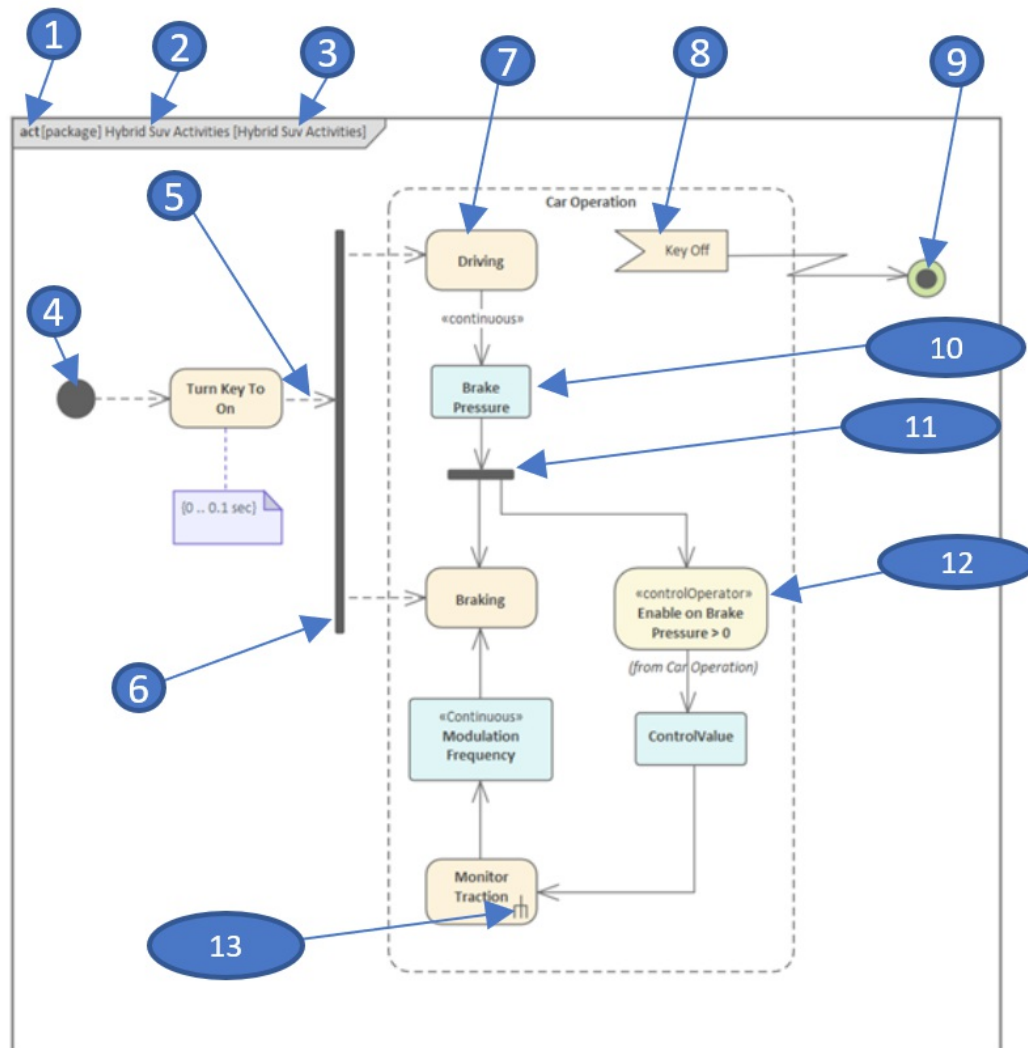 1
2
3
7
8
9
act [package] Hybrid Suv Activities [Hybrid Suv Activities]
5
Car Operation
Driving
Key Off
4
«continuous»
10
Turn Key To
On
Brake
Pressure
11
{0 .. 0.1 sec}
12
Braking
«controlOperator»
Enable on Brake
Pressure > 0
(from Car Operation)
6
«Continuous»
Modulation
Frequency
ControlValue
Monitor
Traction
13